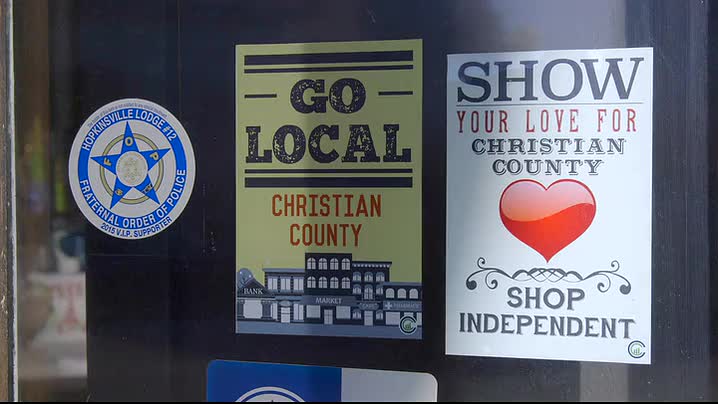 HOPKINSVILLE LODGE #12
F O P
FRATERNAL ORDER OF POLICE
2015 V.I.P. SUPPORTER
GO
LOCAL
CHRISTIAN
COUNTY
BANK
MARKET
SHOW
YOUR LOVE FOR
CHRISTIAN
COUNTY
SHOP
INDEPENDENT